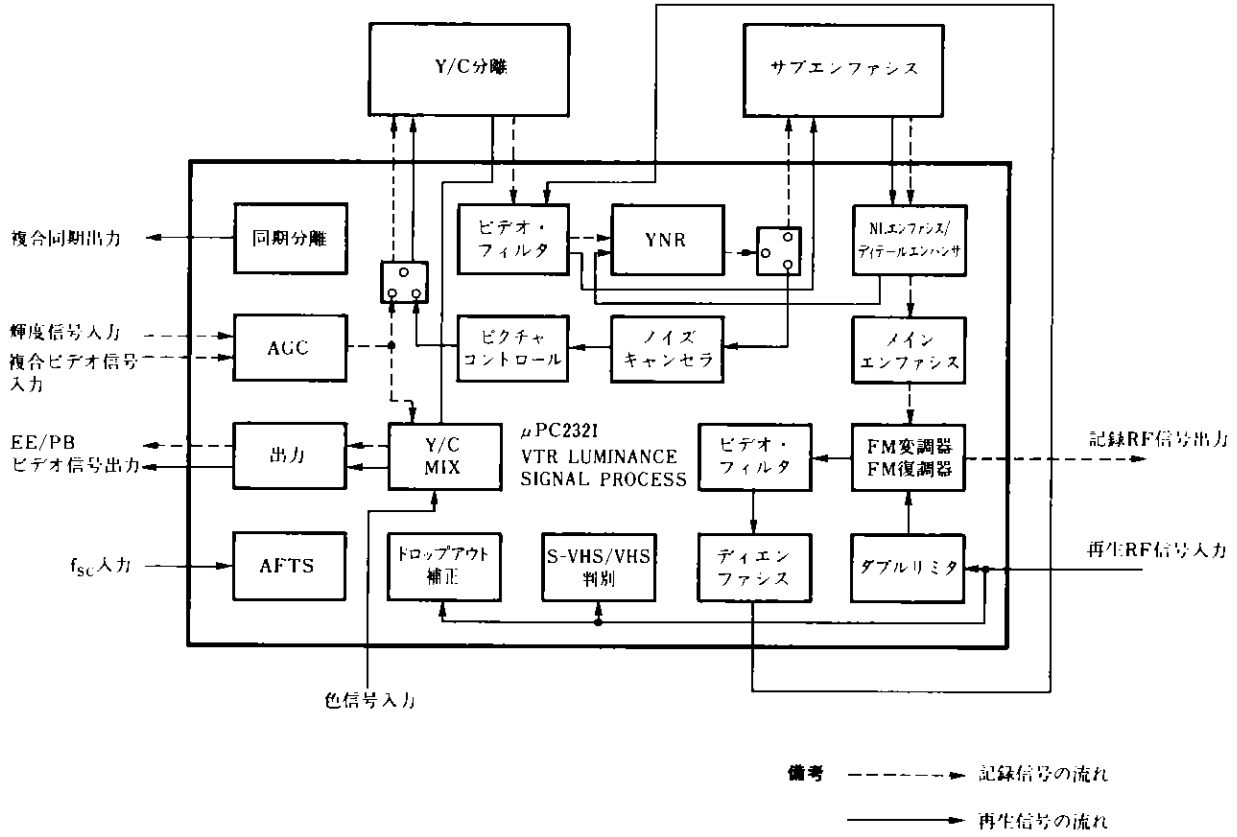 Y/C分離
サブエンファシス
複合同期出力
同期分離
ビデオ・
フィルタ
YNR
NLエンファシス/
ディテールエンハンサ
輝度信号入力
複合ビデオ信号
入力
AGC
ピクチャ
コントロール
ノイズ
キャンセラ
メイン
エンファシス
EE/PB
ビデオ信号出力
出力
Y/C
MIX
μPC2321
VTR LUMINANCE
SIGNAL PROCESS
ビデオ・
フィルタ
FM変調器
FM復調器
記録RF信号出力
fSC入力
AFTS
ドロップアウト
補正
S-VHS/VHS
判別
ディエン
ファシス
ダブルリミタ
再生RF信号入力
色信号入力
備考
記録信号の流れ
再生信号の流れ